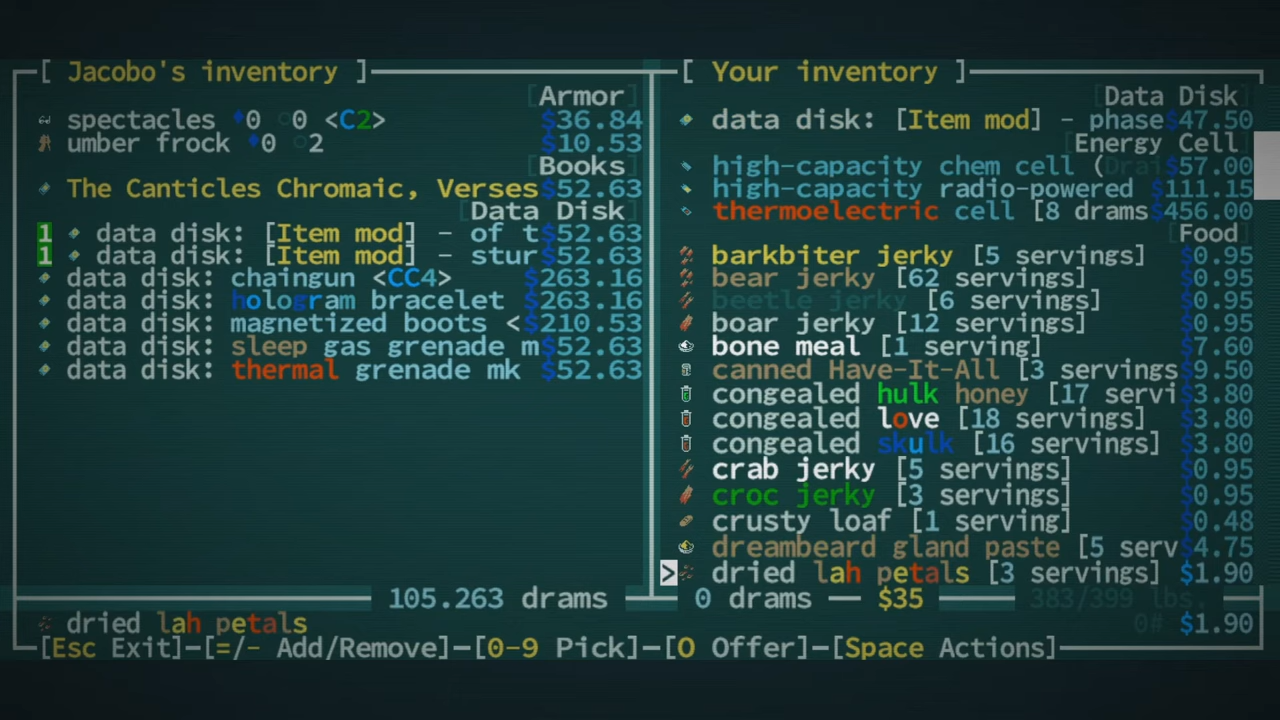 [ Jacobo's inventory ]
[Armor]
spectacles ♦0 ○0 <C2> $36.84
umber frock ♦0 ○2 $10.53
[Books]
The Canticles Chromaic, Verses $52.63
[Data Disk]
1 data disk: [Item mod] - of t$52.63
1 data disk: [Item mod] - stur$52.63
data disk: chaingun <CC4> $263.16
data disk: hologram bracelet $263.16
data disk: magnetized boots <$210.53
data disk: sleep gas grenade m$52.63
data disk: thermal grenade mk $52.63
105.263 drams
[ Your inventory ]
[Data Disk]
data disk: [Item mod] - phase$47.50
[Energy Cell]
high-capacity chem cell (Drai$57.00
high-capacity radio-powered $111.15
thermoelectric cell [8 drams$456.00
[Food]
barkbiter jerky [5 servings] $0.95
bear jerky [62 servings] $0.95
beetle jerky [6 servings] $0.95
boar jerky [12 servings] $0.95
bone meal [1 serving] $7.60
canned Have-It-All [3 servings$9.50
congealed hulk honey [17 servi$3.80
congealed love [18 servings] $3.80
congealed skulk [16 servings] $3.80
crab jerky [5 servings] $0.95
croc jerky [3 servings] $0.95
crusty loaf [1 serving] $0.48
dreambeard gland paste [5 serv$4.75
> dried lah petals [3 servings] $1.90
0 drams — $35 383/399 lbs.
dried lah petals 0# $1.90
[Esc Exit]-[=/- Add/Remove]-[0-9 Pick]-[O Offer]-[Space Actions]